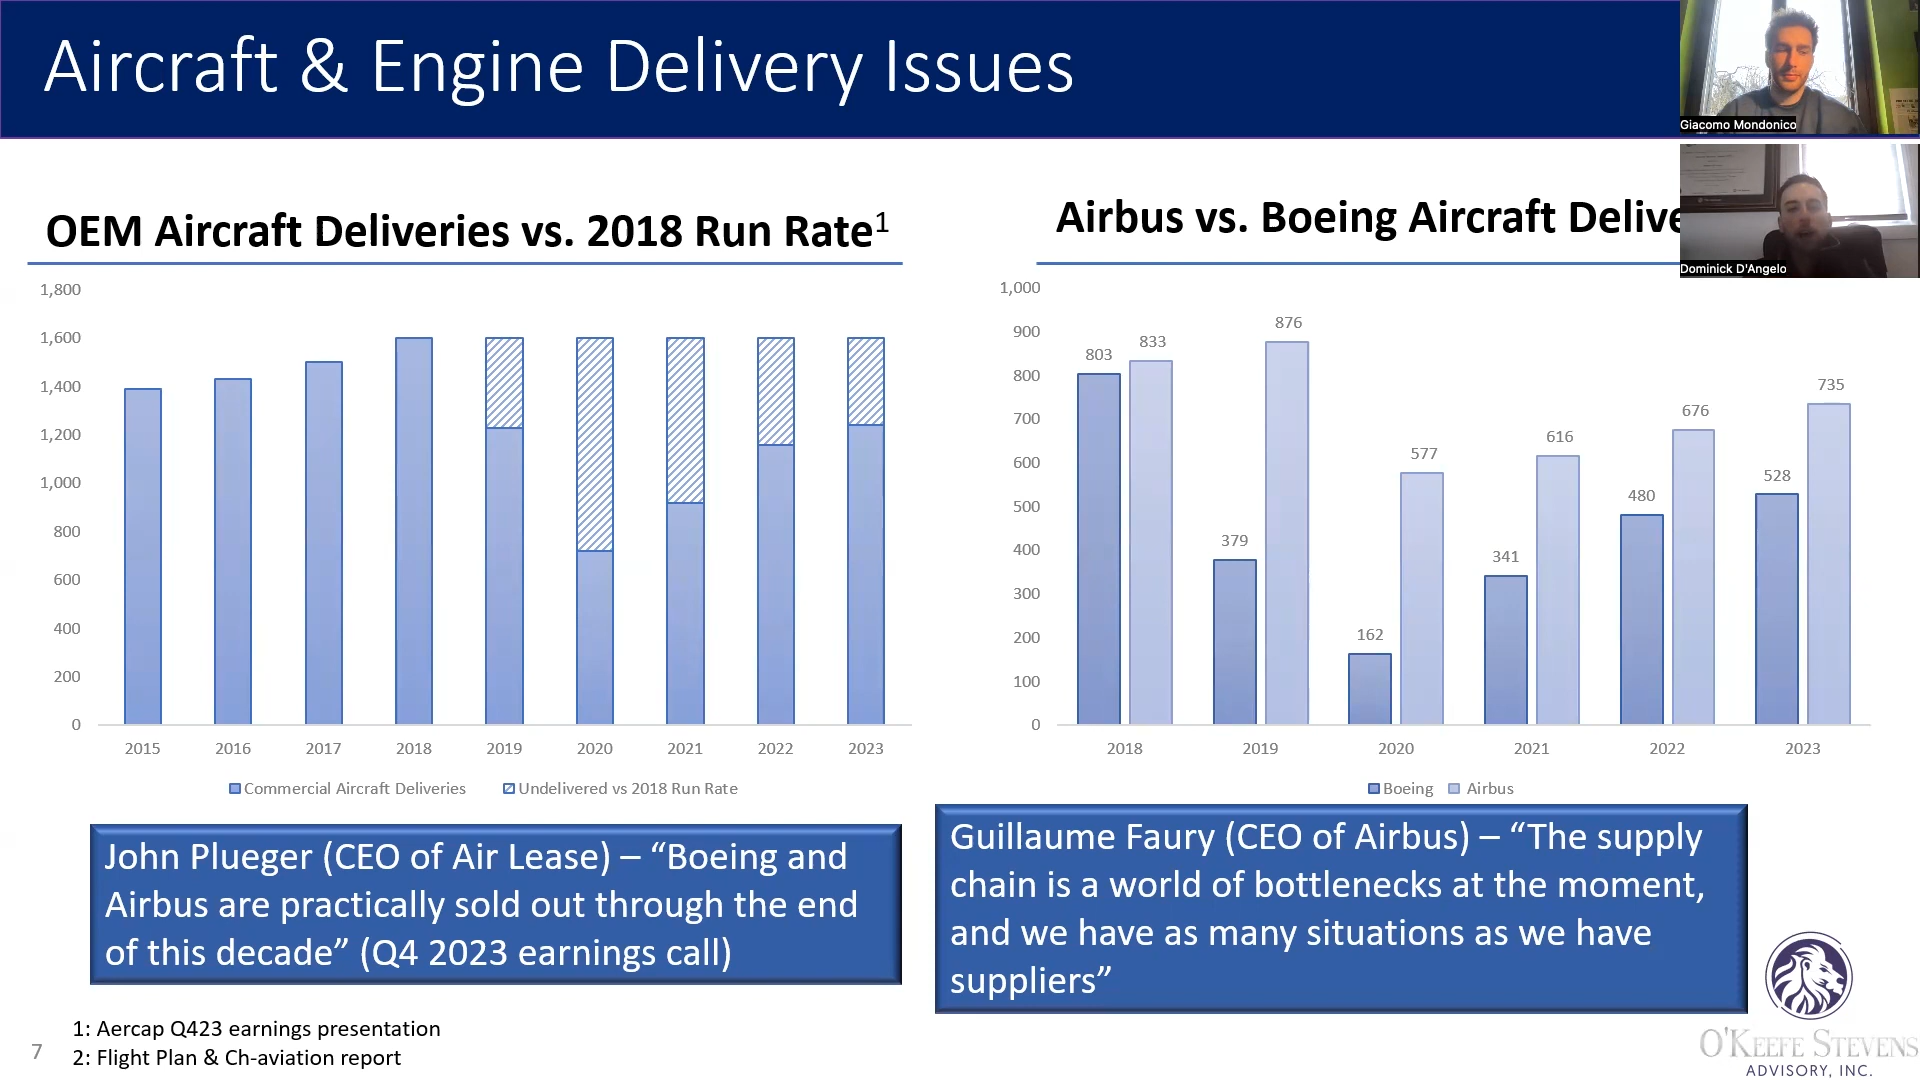 Aircraft & Engine Delivery Issues
Giacomo Mondonico
Dominick D'Angelo
OEM Aircraft Deliveries vs. 2018 Run Rate1
1,800
1,600
1,400
1,200
1,000
800
600
400
200
0
2015 2016 2017 2018 2019 2020 2021 2022 2023
Commercial Aircraft Deliveries Undelivered vs 2018 Run Rate
Airbus vs. Boeing Aircraft Delive
1,000
900
800
700
600
500
400
300
200
100
0
803 833
379 876
162 577
341 616
480 676
528 735
2018 2019 2020 2021 2022 2023
Boeing Airbus
John Plueger (CEO of Air Lease) – “Boeing and
Airbus are practically sold out through the end
of this decade” (Q4 2023 earnings call)
Guillaume Faury (CEO of Airbus) – “The supply
chain is a world of bottlenecks at the moment,
and we have as many situations as we have
suppliers”
1: Aercap Q423 earnings presentation
2: Flight Plan & Ch-aviation report
7
O'KEEFE STEVENS
ADVISORY, INC.